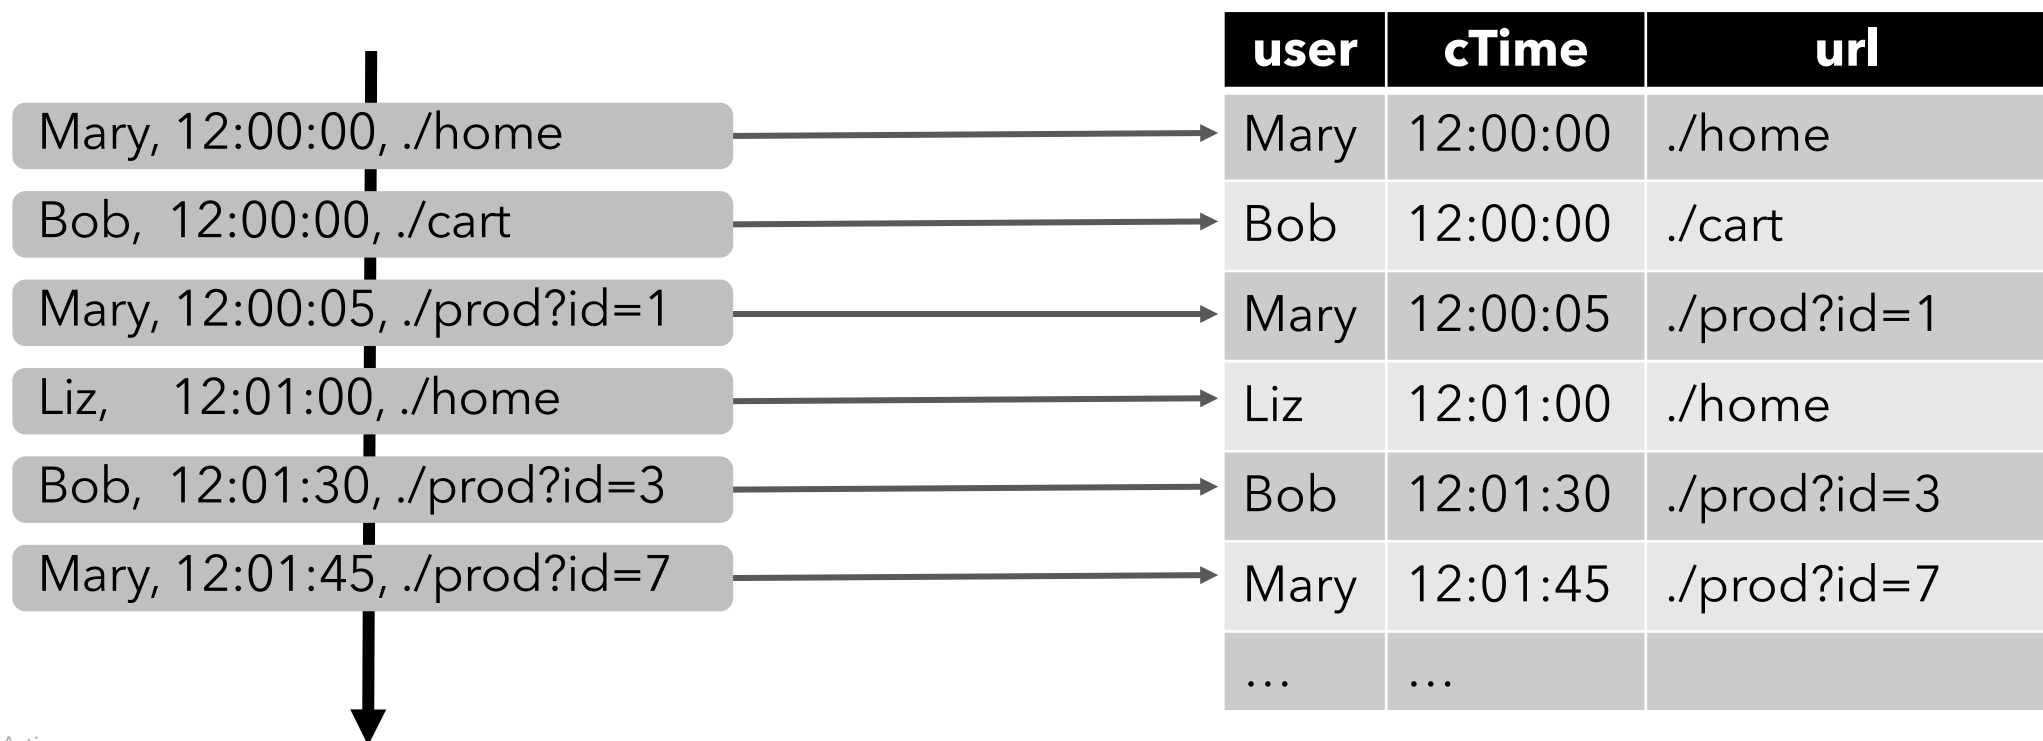 Mary, 12:00:00, ./home
Bob, 12:00:00, ./cart
Mary, 12:00:05, ./prod?id=1
Liz, 12:01:00, ./home
Bob, 12:01:30, ./prod?id=3
Mary, 12:01:45, ./prod?id=7
user cTime url
Mary 12:00:00 ./home
Bob 12:00:00 ./cart
Mary 12:00:05 ./prod?id=1
Liz 12:01:00 ./home
Bob 12:01:30 ./prod?id=3
Mary 12:01:45 ./prod?id=7
… …